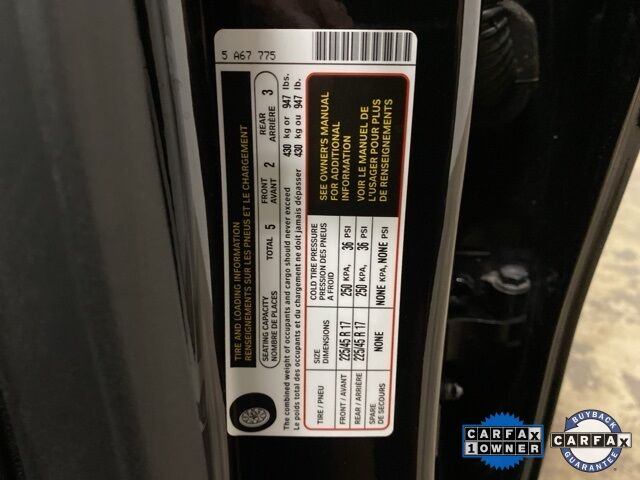 5 A67 775
TIRE AND LOADING INFORMATION
RENSEIGNEMENTS SUR LES PNEUS ET LE CHARGEMENT
SEATING CAPACITY
NOMBRE DE PLACES
TOTAL 5
FRONT
AVANT 2
REAR
ARRIÈRE 3
The combined weight of occupants and cargo should never exceed 430 kg or 947 lbs.
Le poids total des occupants et du chargement ne doit jamais dépasser 430 kg ou 947 lb.
TIRE / PNEU
SIZE
DIMENSIONS
COLD TIRE PRESSURE
PRESSION DES PNEUS
A FROID
FRONT / AVANT 225/45 R 17 250 KPA, 36 PSI
REAR / ARRIÈRE 225/45 R 17 250 KPA, 36 PSI
SPARE
DE SECOURS
NONE
NONE KPA, NONE PSI
SEE OWNER'S MANUAL
FOR ADDITIONAL
INFORMATION
VOIR LE MANUEL DE
L'USAGER POUR PLUS
DE RENSEIGNEMENTS
CARFAX
1 OWNER
BUYBACK
CARFAX
GUARANTEE